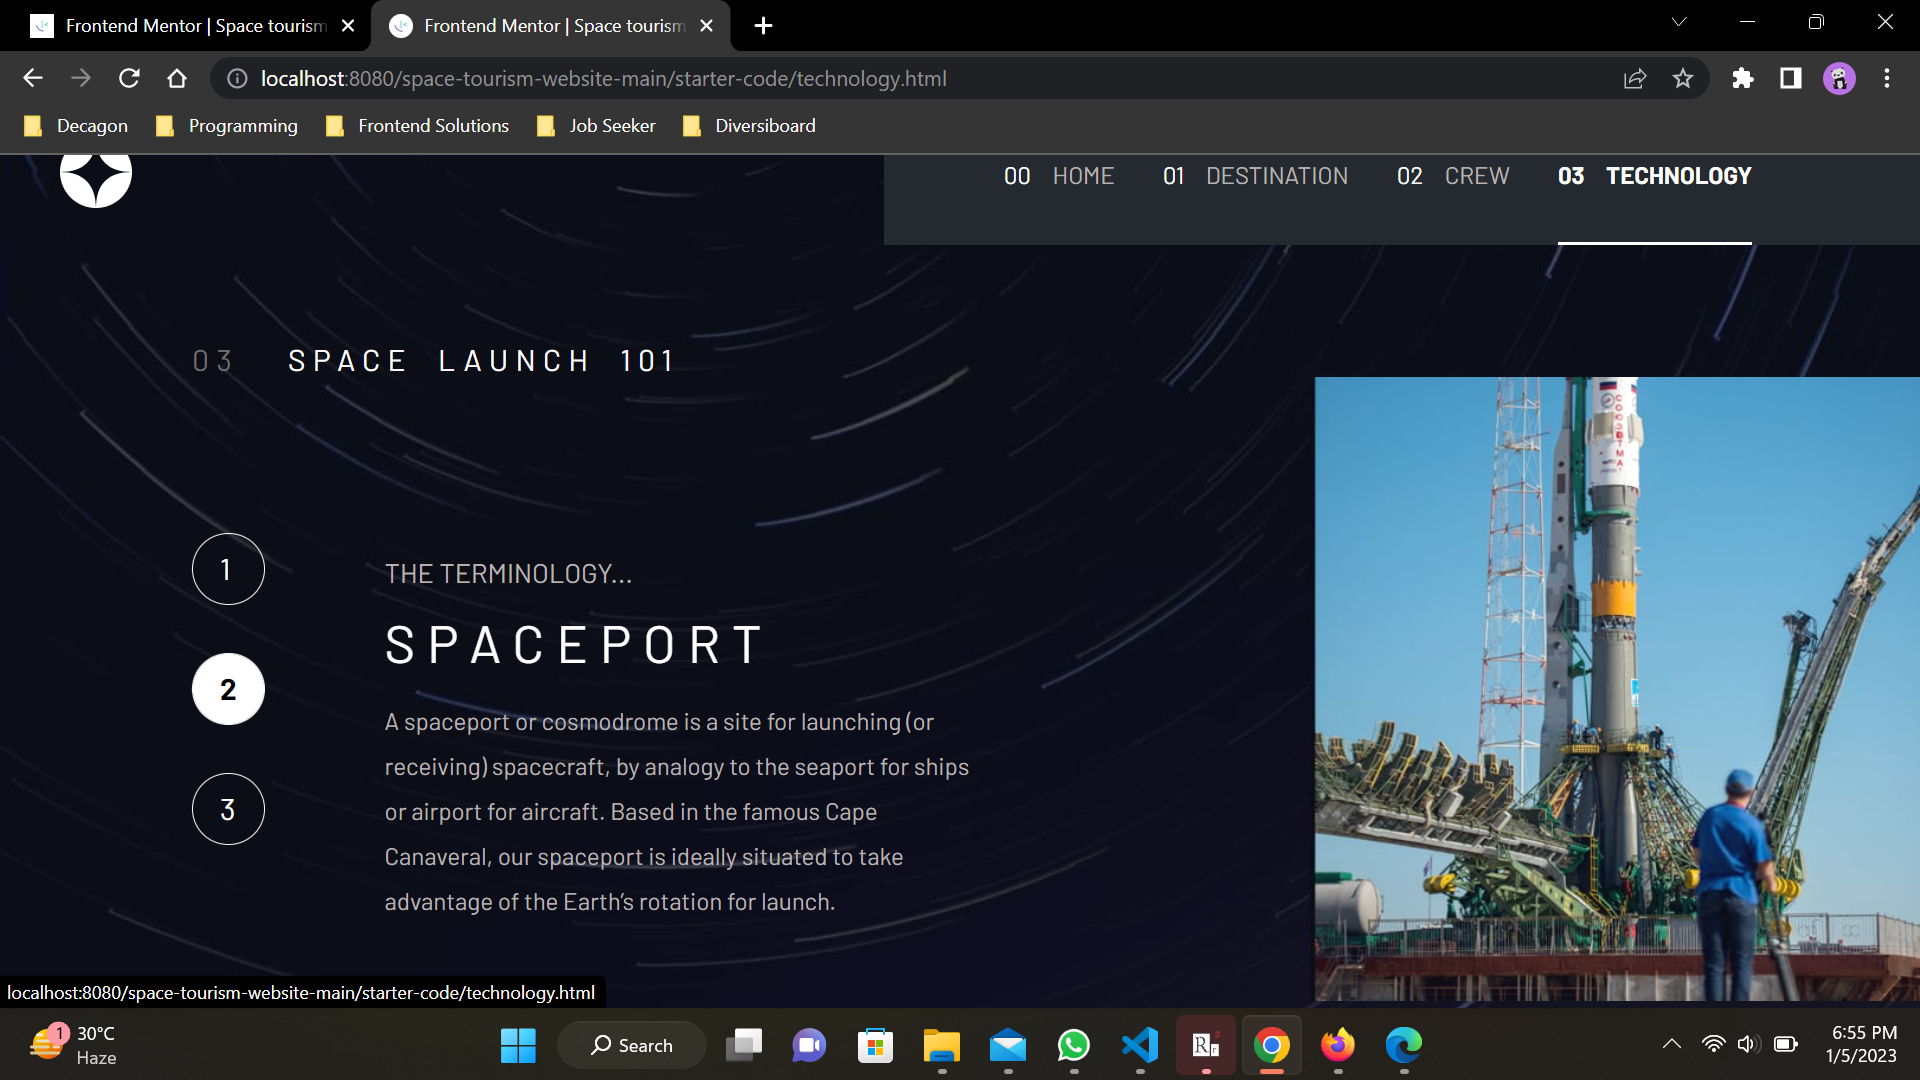 Frontend Mentor | Space tourism
Frontend Mentor | Space tourism
localhost:8080/space-tourism-website-main/starter-code/technology.html
Decagon
Programming
Frontend Solutions
Job Seeker
Diversiboard
00 HOME
01 DESTINATION
02 CREW
03 TECHNOLOGY
03 SPACE LAUNCH 101
1
2
3
THE TERMINOLOGY...
SPACEPORT
A spaceport or cosmodrome is a site for launching (or
receiving) spacecraft, by analogy to the seaport for ships
or airport for aircraft. Based in the famous Cape
Canaveral, our spaceport is ideally situated to take
advantage of the Earth’s rotation for launch.
localhost:8080/space-tourism-website-main/starter-code/technology.html
1
30°C
Haze
Search
6:55 PM
1/5/2023